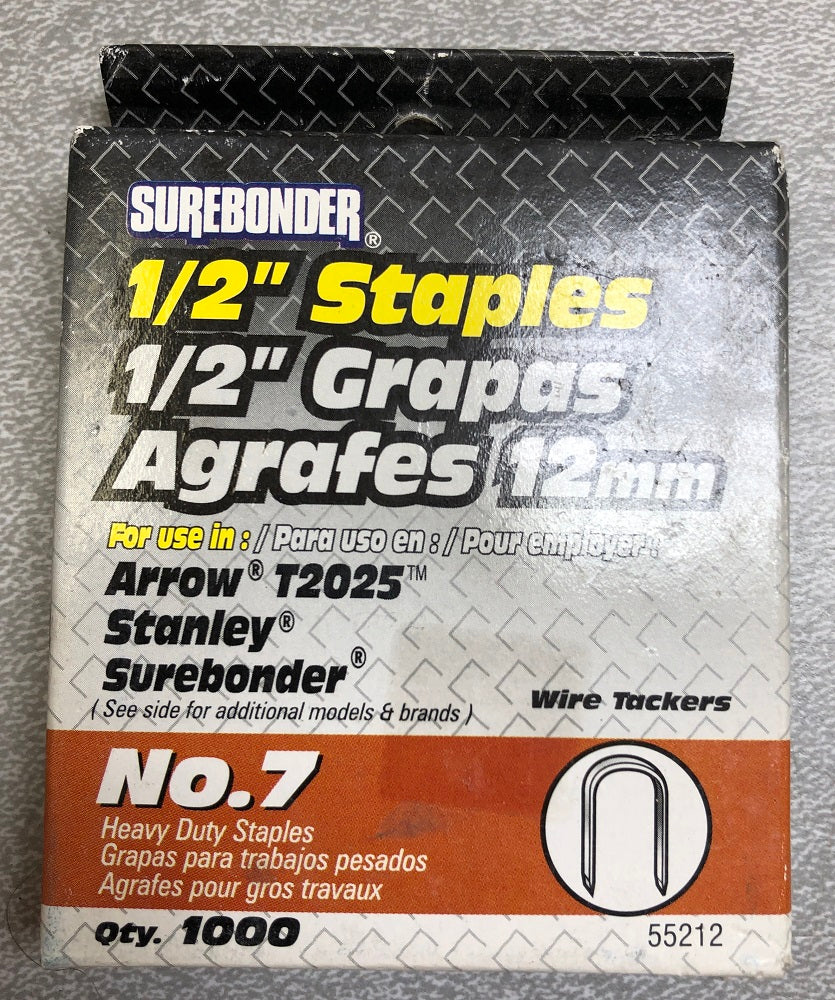 SUREBONDER®
1/2" Staples
1/2" Grapas
Agrafes 12mm
For use in : / Para uso en : / Pour employer :
Arrow® T2025™
Stanley®
Surebonder®
( See side for additional models & brands )
Wire Tackers
No.7
Heavy Duty Staples
Grapas para trabajos pesados
Agrafes pour gros travaux
Qty. 1000
55212